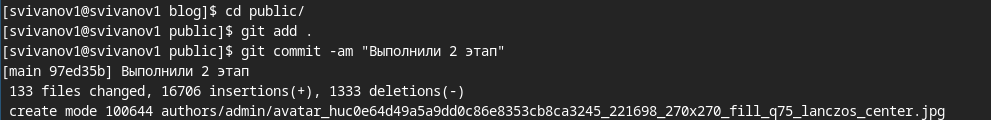 [svivanov1@svivanov1 blog]$ cd public/
[svivanov1@svivanov1 public]$ git add .
[svivanov1@svivanov1 public]$ git commit -am "Выполнили 2 этап"
[main 97ed35b] Выполнили 2 этап
 133 files changed, 16706 insertions(+), 1333 deletions(-)
 create mode 100644 authors/admin/avatar_huc0e64d49a5a9dd0c86e8353cb8ca3245_221698_270x270_fill_q75_lanczos_center.jpg